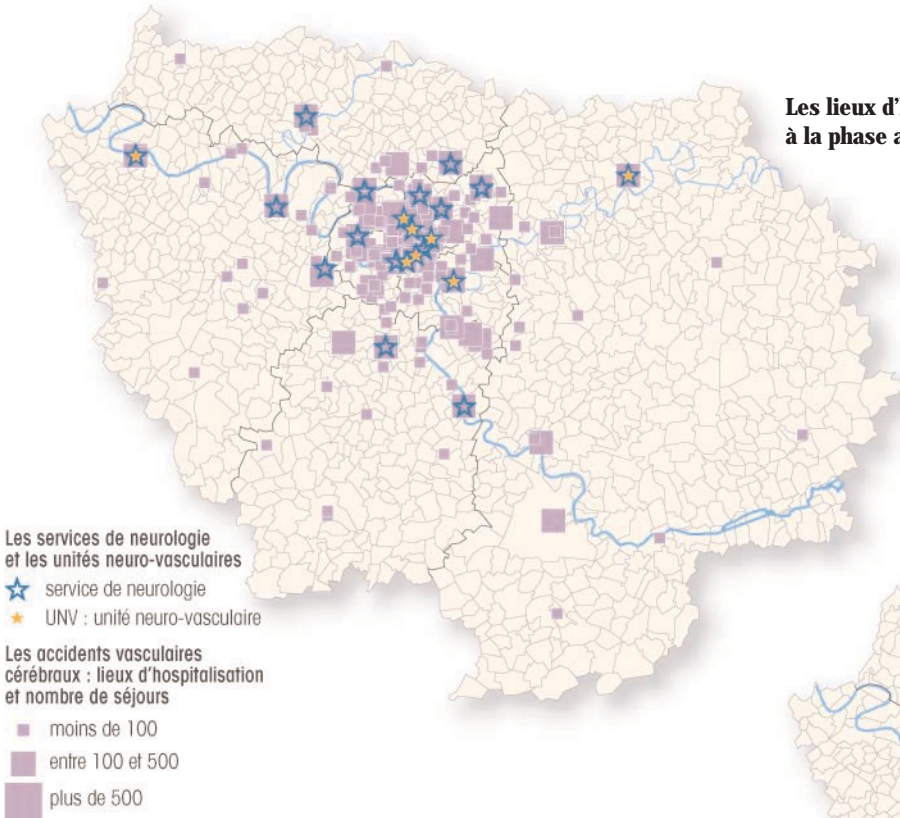 Les lieux d'
à la phase a
Les services de neurologie
et les unités neuro-vasculaires
service de neurologie
UNV : unité neuro-vasculaire
Les accidents vasculaires
cérébraux : lieux d'hospitalisation
et nombre de séjours
moins de 100
entre 100 et 500
plus de 500